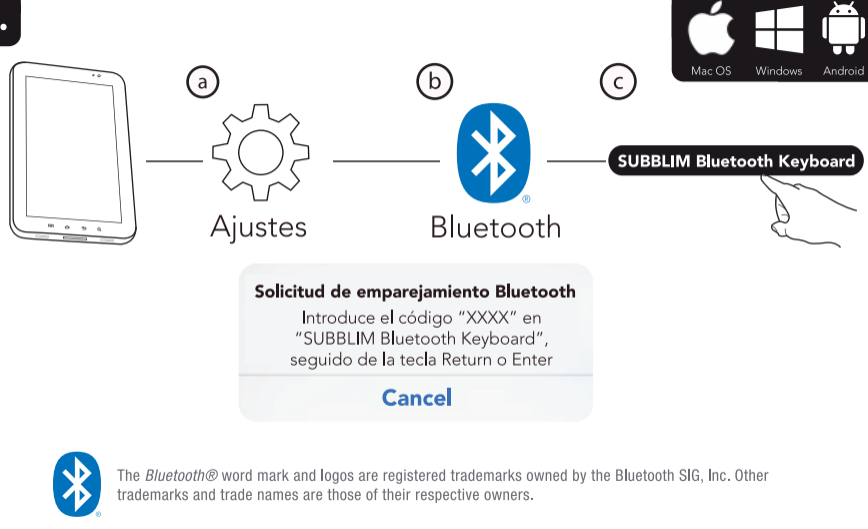 Mac OS Windows Android
a b c
SUBBLIM Bluetooth Keyboard
Ajustes Bluetooth
Solicitud de emparejamiento Bluetooth
Introduce el código “XXXX” en
“SUBBLIM Bluetooth Keyboard”,
seguido de la tecla Return o Enter
Cancel
The Bluetooth® word mark and logos are registered trademarks owned by the Bluetooth SIG, Inc. Other
trademarks and trade names are those of their respective owners.